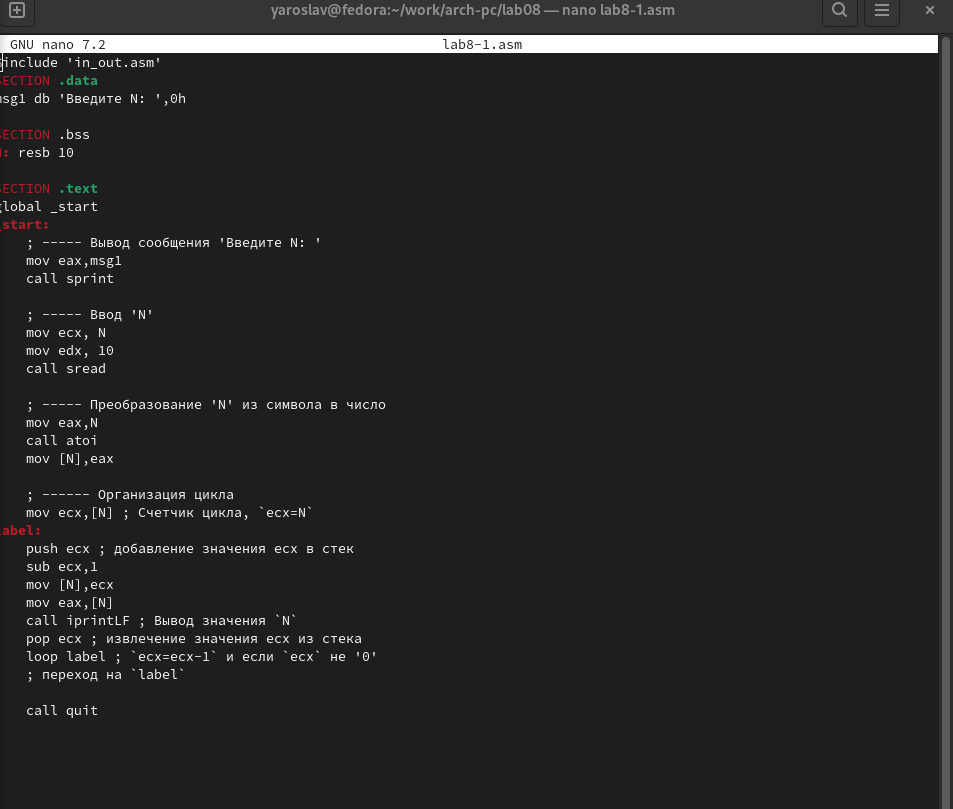 yaroslav@fedora:~/work/arch-pc/lab08 — nano lab8-1.asm
GNU nano 7.2 lab8-1.asm
%include 'in_out.asm'
SECTION .data
msg1 db 'Введите N: ',0h
SECTION .bss
N: resb 10
SECTION .text
global _start
_start:
; ----- Вывод сообщения 'Введите N: '
mov eax,msg1
call sprint
; ----- Ввод 'N'
mov ecx, N
mov edx, 10
call sread
; ----- Преобразование 'N' из символа в число
mov eax,N
call atoi
mov [N],eax
; ------ Организация цикла
mov ecx,[N] ; Счетчик цикла, `ecx=N`
label:
push ecx ; добавление значения ecx в стек
sub ecx,1
mov [N],ecx
mov eax,[N]
call iprintLF ; Вывод значения `N`
pop ecx ; извлечение значения ecx из стека
loop label ; `ecx=ecx-1` и если `ecx` не '0'
; переход на `label`
call quit